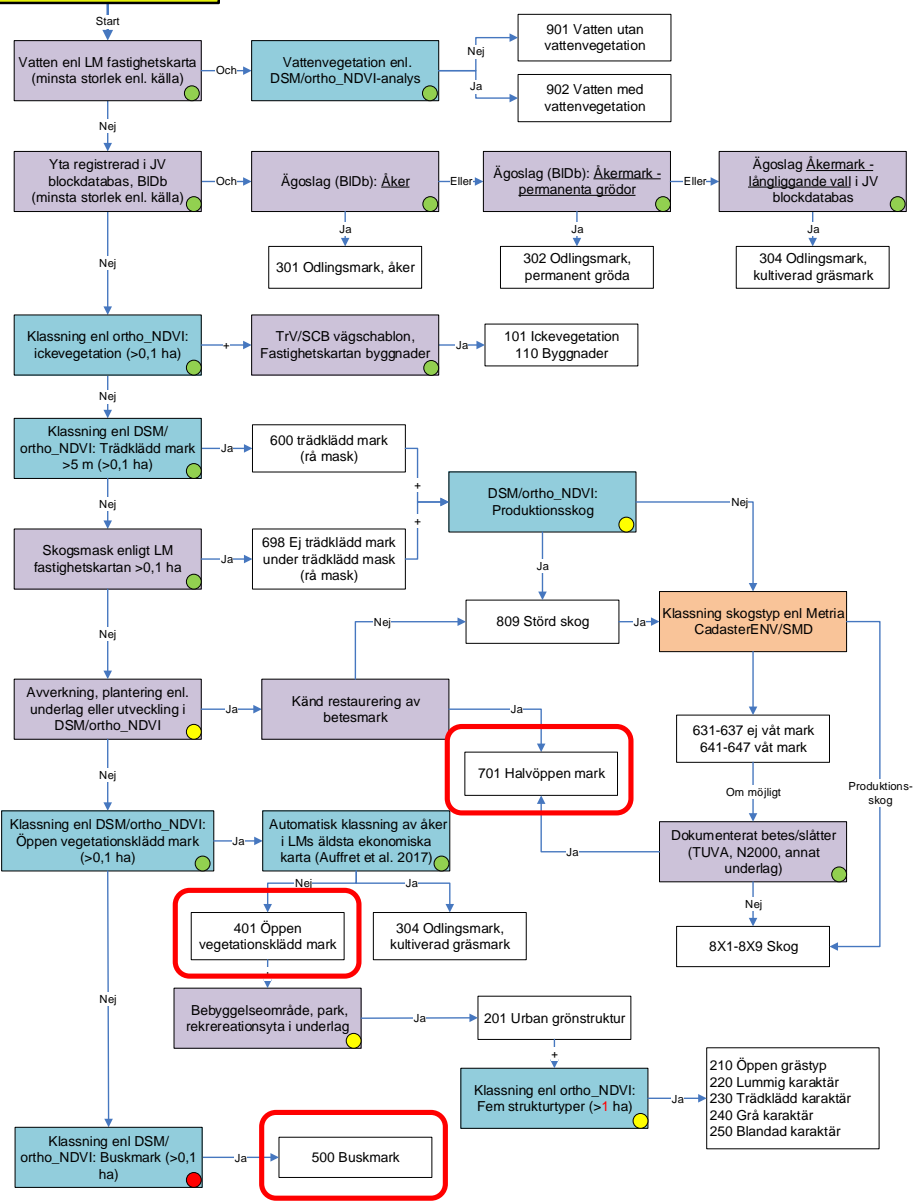 Start
Vatten enl LM fastighetskarta
(minsta storlek enl. källa)
Och
Vattenvegetation enl.
DSM/ortho_NDVI-analys
Nej
901 Vatten utan
vattenvegetation
Ja
902 Vatten med
vattenvegetation
Nej
Yta registrerad i JV
blockdatabas, BlDb
(minsta storlek enl. källa)
Och
Ägoslag (BlDb): Åker
Eller
Ägoslag (BlDb): Åkermark -
permanenta grödor
Eller
Ägoslag Åkermark -
långliggande vall i JV
blockdatabas
Ja
Ja
Ja
301 Odlingsmark, åker
302 Odlingsmark,
permanent gröda
304 Odlingsmark,
kultiverad gräsmark
Nej
Klassning enl ortho_NDVI:
ickevegetation (>0,1 ha)
+
TrV/SCB vägschablon,
Fastighetskartan byggnader
Ja
101 Ickevegetation
110 Byggnader
Nej
Klassning enl DSM/
ortho_NDVI: Trädklädd mark
>5 m (>0,1 ha)
Ja
600 trädklädd mark
(rå mask)
+
+
DSM/ortho_NDVI:
Produktionsskog
Nej
Nej
Skogsmask enligt LM
fastighetskartan >0,1 ha
Ja
698 Ej trädklädd mark
under trädklädd mask
(rå mask)
Ja
Nej
Nej
809 Störd skog
Ja
Klassning skogstyp enl Metria
CadasterENV/SMD
Avverkning, plantering enl.
underlag eller utveckling i
DSM/ortho_NDVI
Ja
Känd restaurering av
betesmark
Ja
701 Halvöppen mark
631-637 ej våt mark
641-647 våt mark
Om möjligt
Produktions-
skog
Nej
Klassning enl DSM/ortho_NDVI:
Öppen vegetationsklädd mark
(>0,1 ha)
Ja
Automatisk klassning av åker
i LMs äldsta ekonomiska
karta (Auffret et al. 2017)
Ja
Dokumenterat betes/slåtter
(TUVA, N2000, annat
underlag)
Nej
Ja
Nej
401 Öppen
vegetationsklädd mark
304 Odlingsmark,
kultiverad gräsmark
8X1-8X9 Skog
Nej
Bebyggelseområde, park,
rekrereationsyta i underlag
Ja
201 Urban grönstruktur
+
Klassning enl ortho_NDVI:
Fem strukturtyper (>1 ha)
Ja
210 Öppen grästyp
220 Lummig karaktär
230 Trädklädd karaktär
240 Grå karaktär
250 Blandad karaktär
Klassning enl DSM/
ortho_NDVI: Buskmark (>0,1
ha)
Ja
500 Buskmark